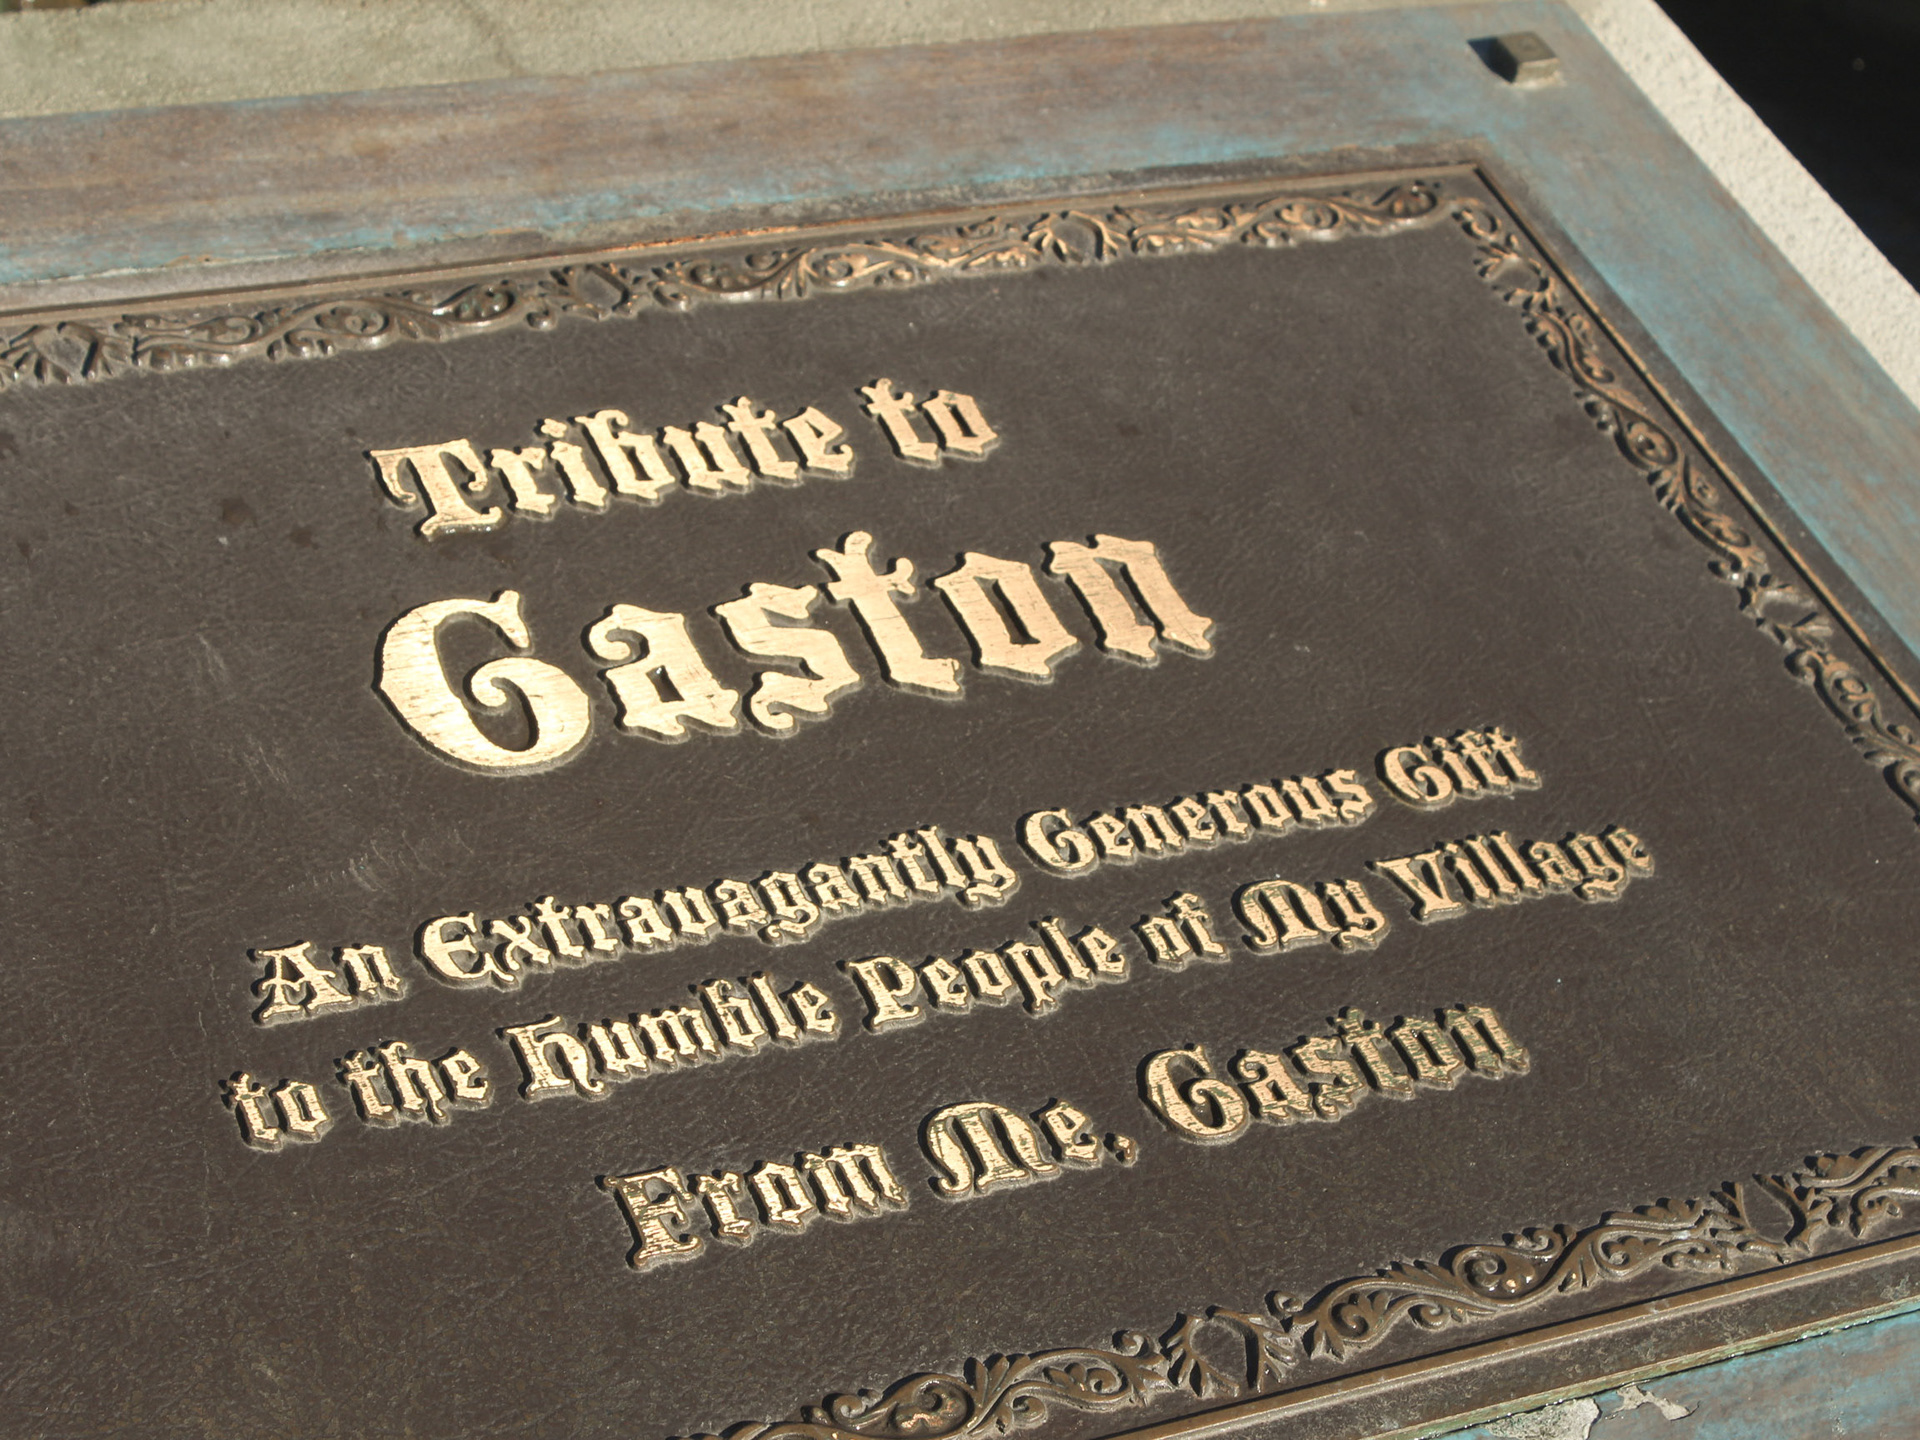 Tribute to
Gaston
An Extravagantly Generous Gift
to the Humble People of My Village
From Me, Gaston